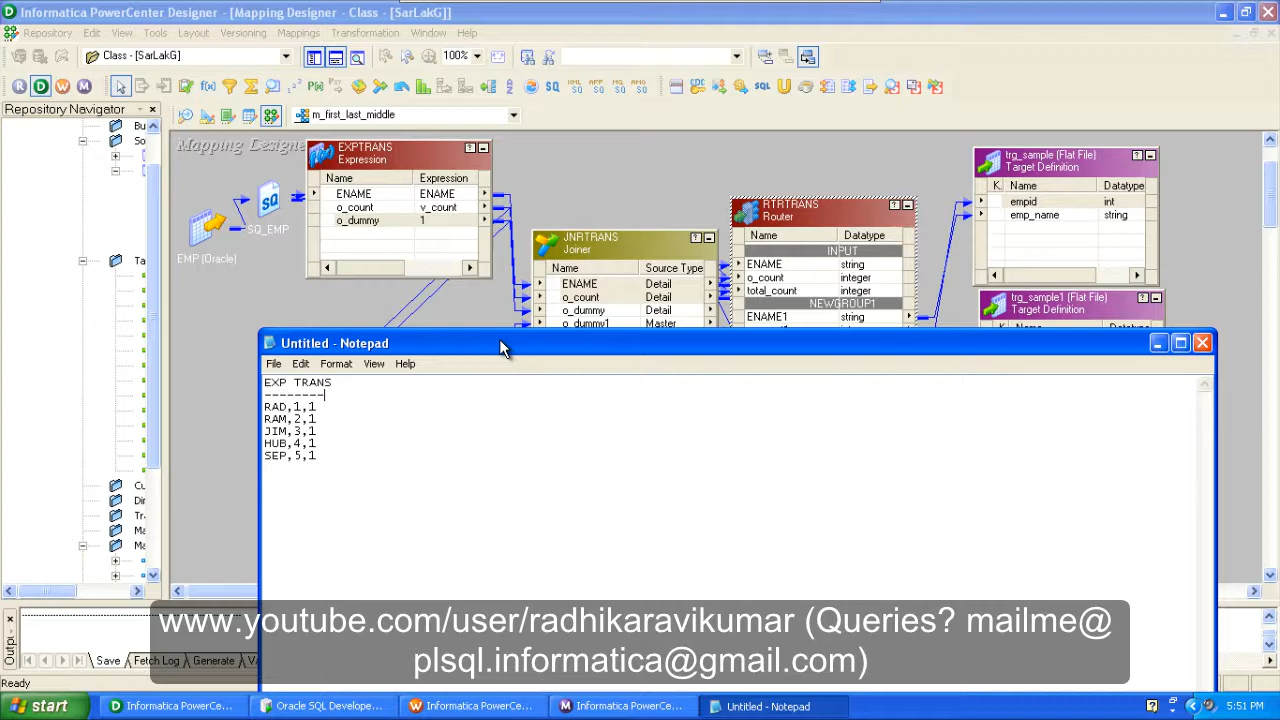 Informatica PowerCenter Designer - [Mapping Designer - Class - [SarLakG]]
Repository Edit View Tools Layout Versioning Mappings Transformation Window Help
Class - [SarLakG]
100%
Repository Navigator
m_first_last_middle
Mapping Designe
EXPTRANS
Expression
Name Expression
ENAME ENAME
o_count v_count
o_dummy 1
SQ_EMP
EMP (Oracle)
JNRTRANS
Joiner
Name Source Type
ENAME Detail
o_count Detail
o_dummy Detail
o_dummy1 Master
RTRTRANS
Router
Name Datatype
INPUT
ENAME string
o_count integer
total_count integer
NEWGROUP1
ENAME1 string
trg_sample (Flat File)
Target Definition
K. Name Datatype
empid int
emp_name string
trg_sample1 (Flat File)
Target Definition
Untitled - Notepad
File Edit Format View Help
EXP TRANS
--------
RAD,1,1
RAM,2,1
JIM,3,1
HUB,4,1
SEP,5,1
www.youtube.com/user/radhikaravikumar (Queries? mailme@
plsql.informatica@gmail.com)
Save Fetch Log Generate
Ready
start
Informatica PowerCe...
Oracle SQL Develope...
Informatica PowerCe...
Informatica PowerCe...
Untitled - Notepad
5:51 PM